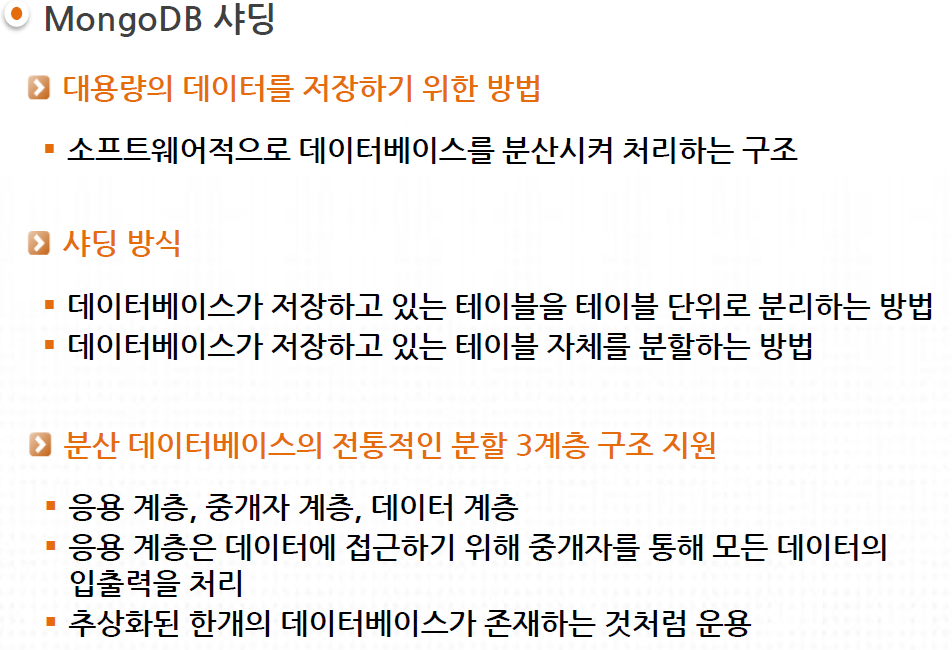 MongoDB 샤딩
대용량의 데이터를 저장하기 위한 방법
소프트웨어적으로 데이터베이스를 분산시켜 처리하는 구조
샤딩 방식
데이터베이스가 저장하고 있는 테이블을 테이블 단위로 분리하는 방법
데이터베이스가 저장하고 있는 테이블 자체를 분할하는 방법
분산 데이터베이스의 전통적인 분할 3계층 구조 지원
응용 계층, 중개자 계층, 데이터 계층
응용 계층은 데이터에 접근하기 위해 중개자를 통해 모든 데이터의
입출력을 처리
추상화된 한개의 데이터베이스가 존재하는 것처럼 운용